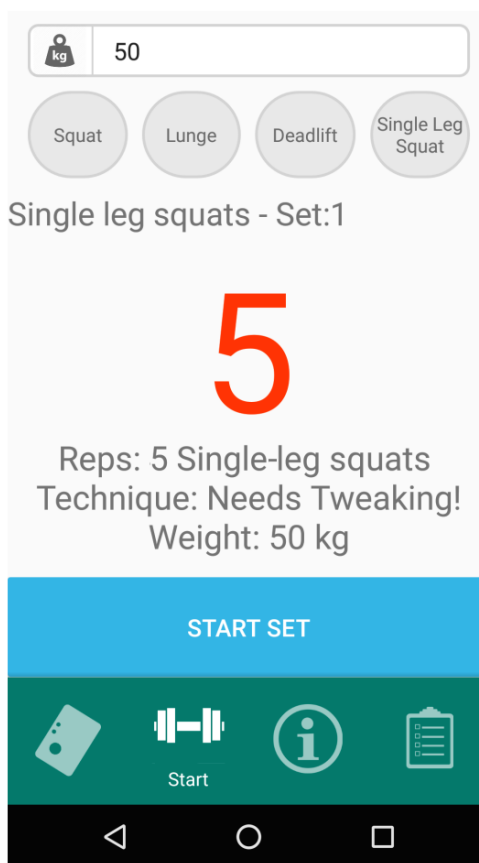 kg
50
Squat
Lunge
Deadlift
Single Leg
Squat
Single leg squats - Set:1
5
Reps: 5 Single-leg squats
Technique: Needs Tweaking!
Weight: 50 kg
START SET
Start